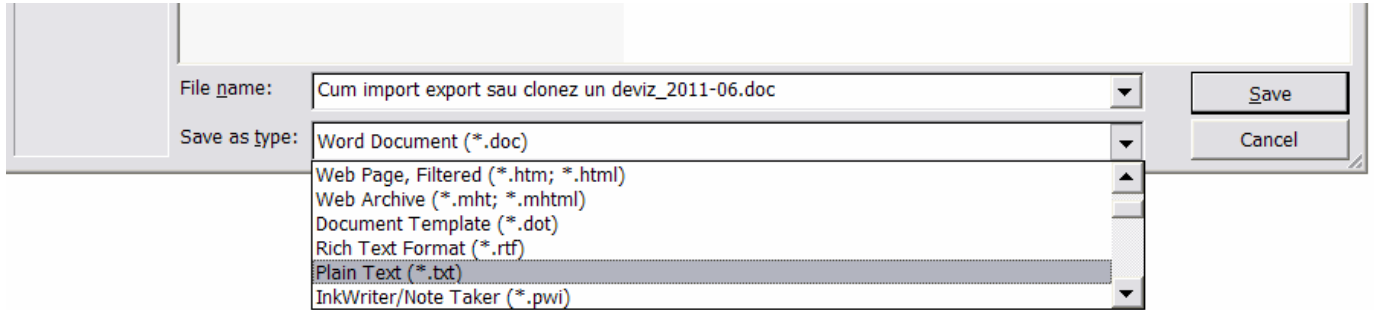 File name: Cum import export sau clonez un deviz_2011-06.doc Save
Save as type: Word Document (*.doc) Cancel
Web Page, Filtered (*.htm; *.html)
Web Archive (*.mht; *.mhtml)
Document Template (*.dot)
Rich Text Format (*.rtf)
Plain Text (*.txt)
InkWriter/Note Taker (*.pwi)